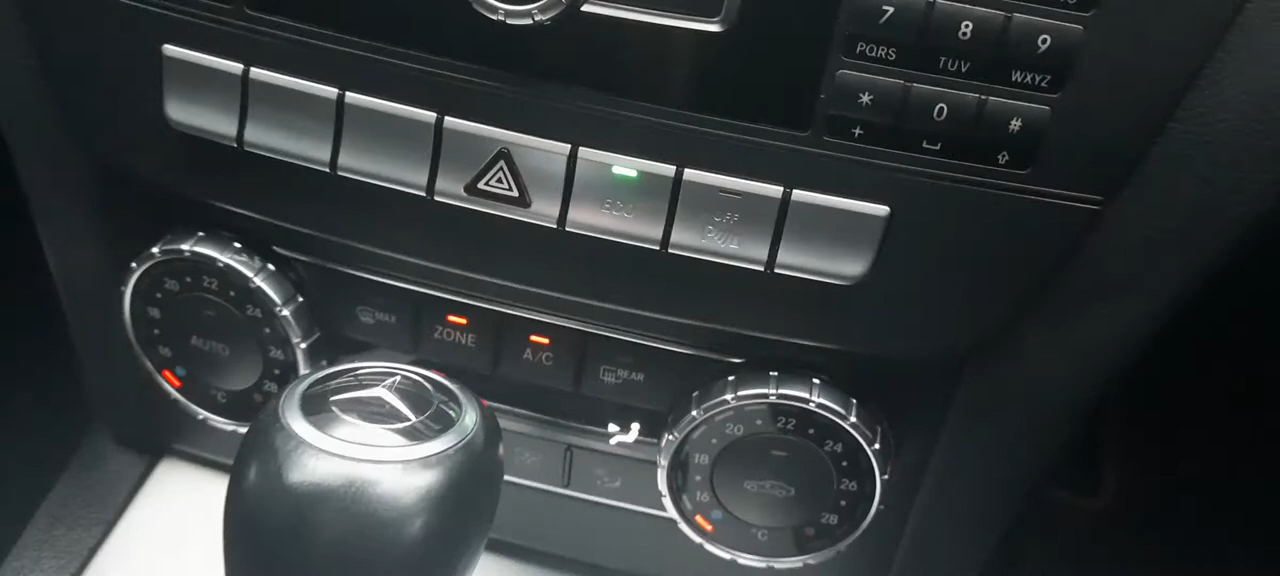 7 8 9
PQRS TUV WXYZ
* 0 #
+
ECO
OFF
MAX
ZONE
A/C
REAR
16 18 20 22 24 26 28
AUTO
°C
16 18 20 22 24 26 28
°C